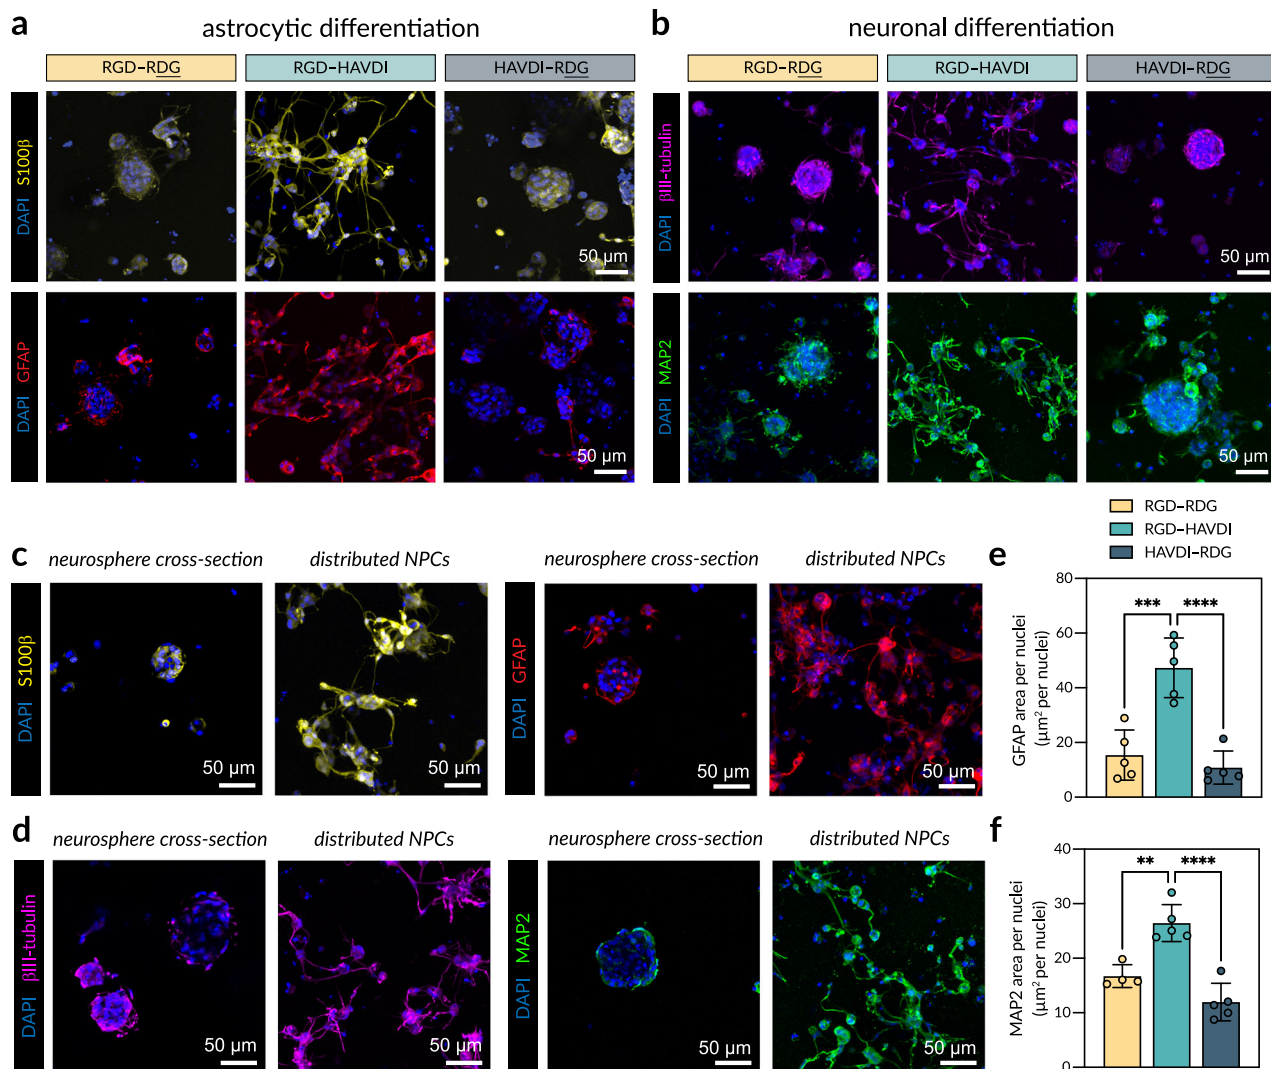 a
astrocytic differentiation
RGD–RDG
RGD–HAVDI
HAVDI–RDG
DAPI S100β
50 µm
DAPI GFAP
50 µm
b
neuronal differentiation
RGD–RDG
RGD–HAVDI
HAVDI–RDG
DAPI βIII-tubulin
50 µm
DAPI MAP2
50 µm
c
neurosphere cross-section
distributed NPCs
neurosphere cross-section
distributed NPCs
DAPI S100β
50 µm
50 µm
DAPI GFAP
50 µm
50 µm
d
neurosphere cross-section
distributed NPCs
neurosphere cross-section
distributed NPCs
DAPI βIII-tubulin
50 µm
50 µm
DAPI MAP2
50 µm
50 µm
RGD–RDG
RGD–HAVDI
HAVDI–RDG
e
GFAP area per nuclei
(µm² per nuclei)
80
60
40
20
0
***
****
f
MAP2 area per nuclei
(µm² per nuclei)
40
30
20
10
0
**
****